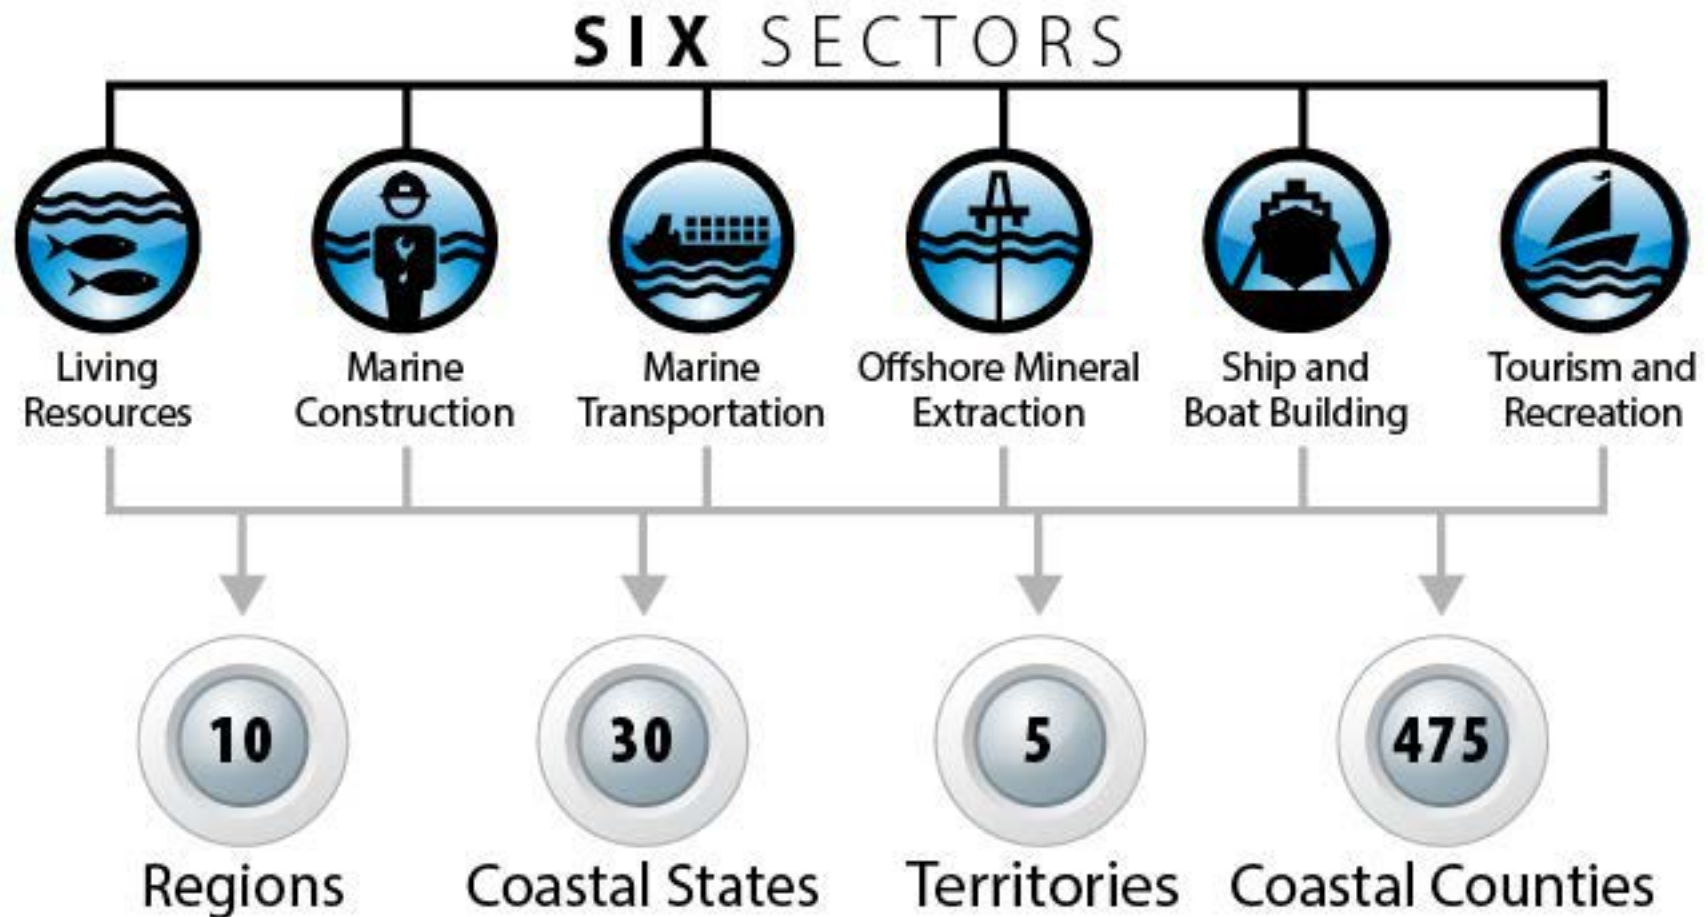 SIX SECTORS
Living
Resources
Marine
Construction
Marine
Transportation
Offshore Mineral
Extraction
Ship and
Boat Building
Tourism and
Recreation
10
Regions
30
Coastal States
5
Territories
475
Coastal Counties